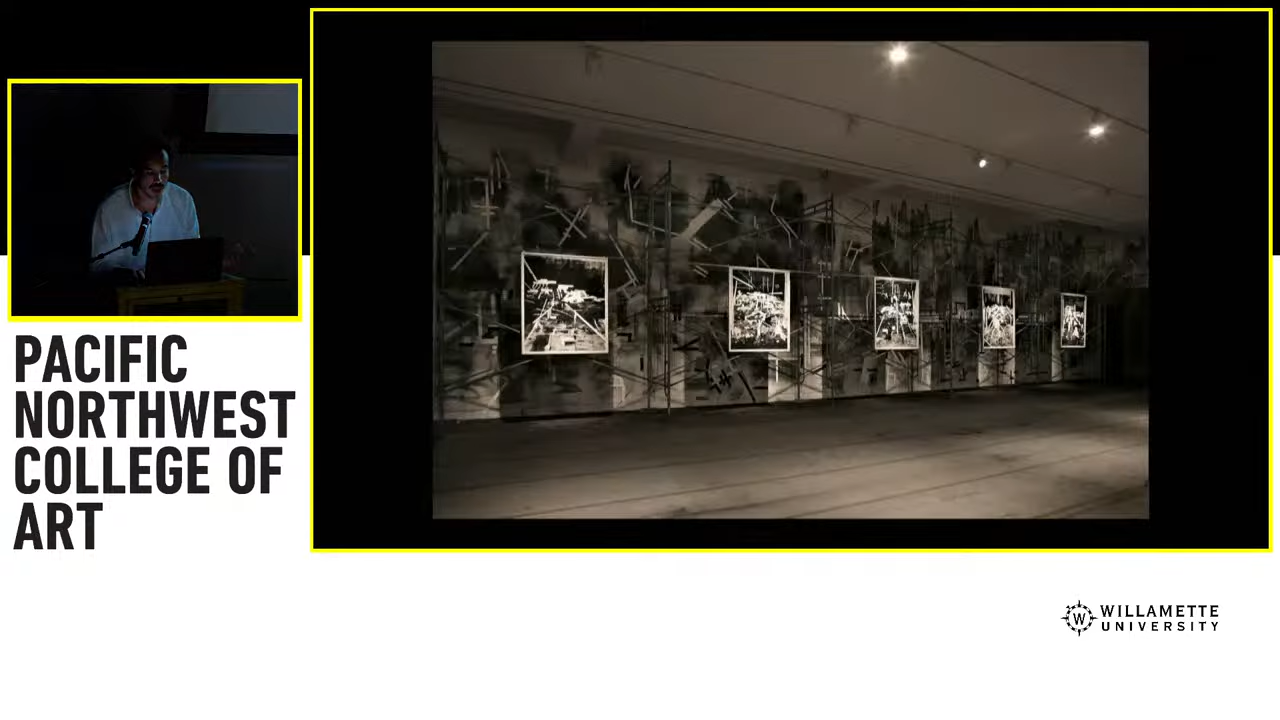 PACIFIC
NORTHWEST
COLLEGE OF
ART
W
WILLAMETTE
UNIVERSITY